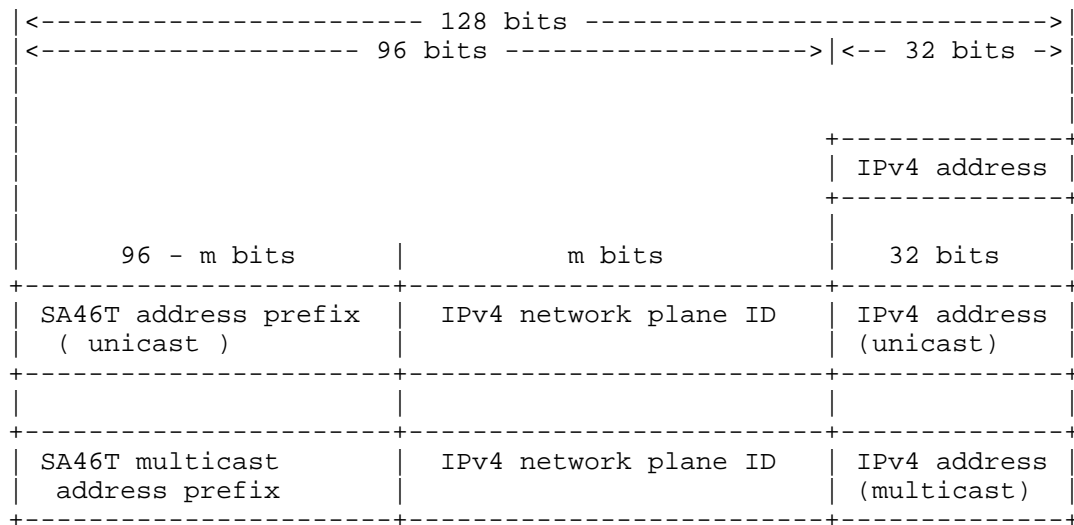 |<------------------------ 128 bits ----------------------------->|
|<-------------------- 96 bits ------------------->|<-- 32 bits ->|
IPv4 address
96 - m bits | m bits | 32 bits
SA46T address prefix | IPv4 network plane ID | IPv4 address
( unicast ) | | (unicast)
SA46T multicast | IPv4 network plane ID | IPv4 address
address prefix | | (multicast)